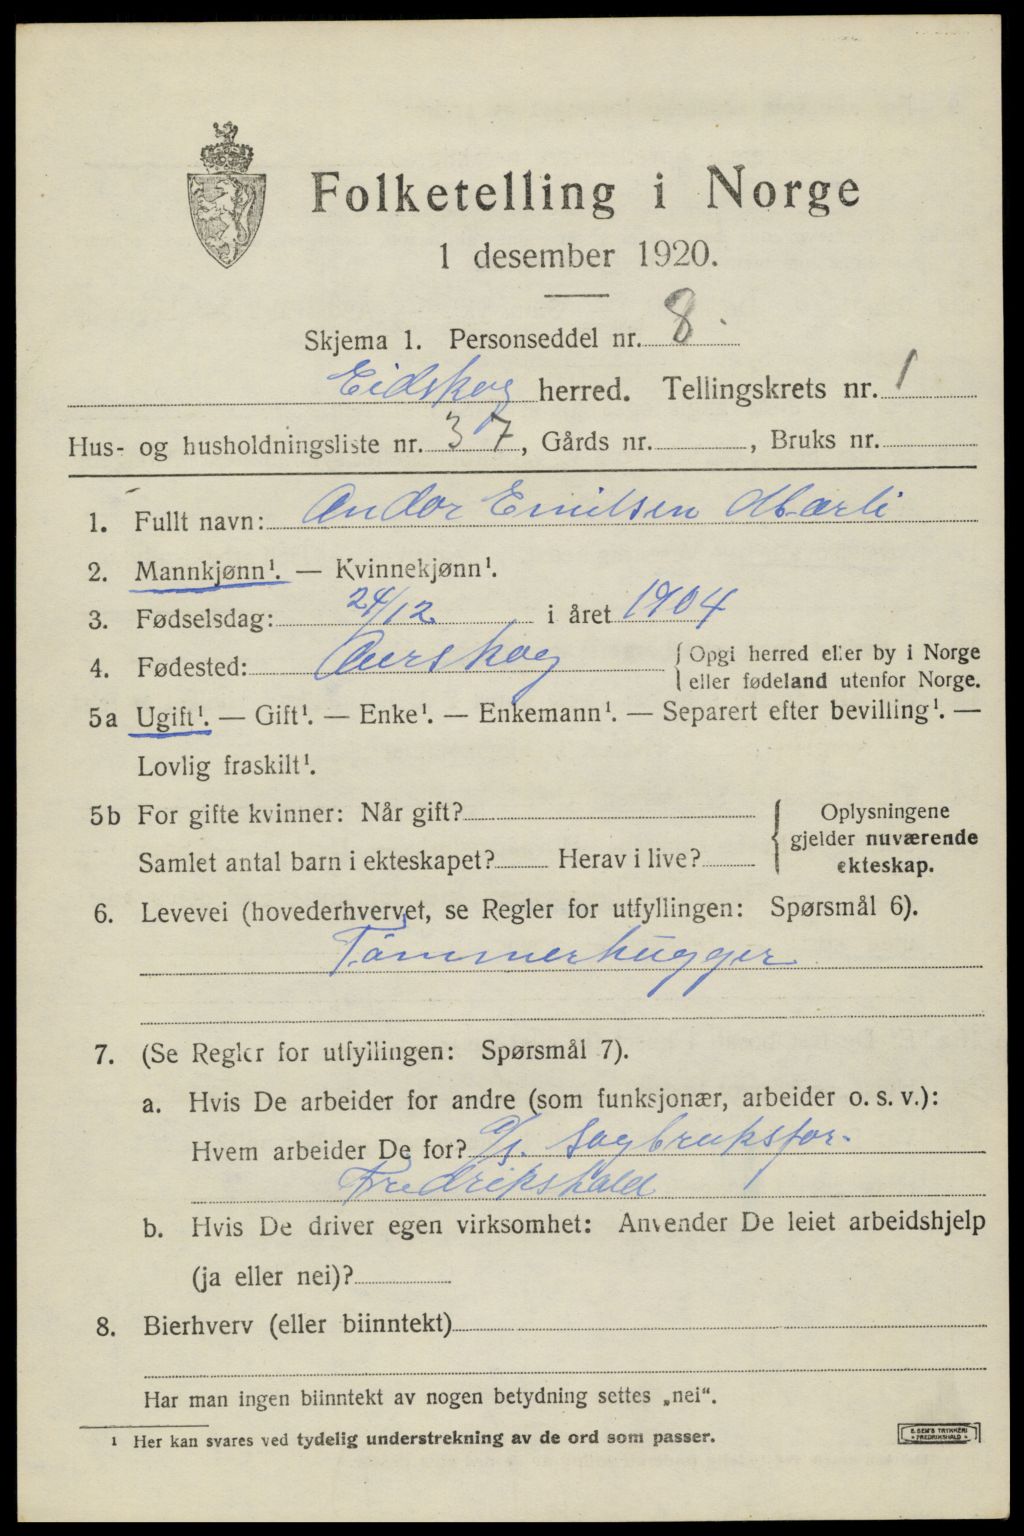 Folketelling i Norge
1 desember 1920.
Skjema 1. Personseddel nr. 8.
Eidskog herred. Tellingskrets nr. 1
Hus- og husholdningsliste nr. 37, Gårds nr. , Bruks nr.
1. Fullt navn: Andor Emilsen Mærli
2. Mannkjønn¹. — Kvinnekjønn¹.
3. Fødselsdag: 24/12 i året 1904
4. Fødested: Aurskog { Opgi herred eller by i Norge
eller fødeland utenfor Norge.
5a Ugift¹. — Gift¹. — Enke¹. — Enkemann¹. — Separert efter bevilling¹. —
Lovlig fraskilt¹.
5b For gifte kvinner: Når gift? { Oplysningene
gjelder nuværende
Samlet antal barn i ekteskapet? Herav i live? ekteskap.
6. Levevei (hovederhvervet, se Regler for utfyllingen: Spørsmål 6).
Tømmerhugger
7. (Se Regler for utfyllingen: Spørsmål 7).
a. Hvis De arbeider for andre (som funksjonær, arbeider o. s. v.):
Hvem arbeider De for? A/S. Sagbruksfor.
Fredrikshald
b. Hvis De driver egen virksomhet: Anvender De leiet arbeidshjelp
(ja eller nei)?
8. Bierhverv (eller biinntekt)
Har man ingen biinntekt av nogen betydning settes „nei“.
¹ Her kan svares ved tydelig understrekning av de ord som passer.
E. SEM'S TRYKKERI
FREDRIKSHALD